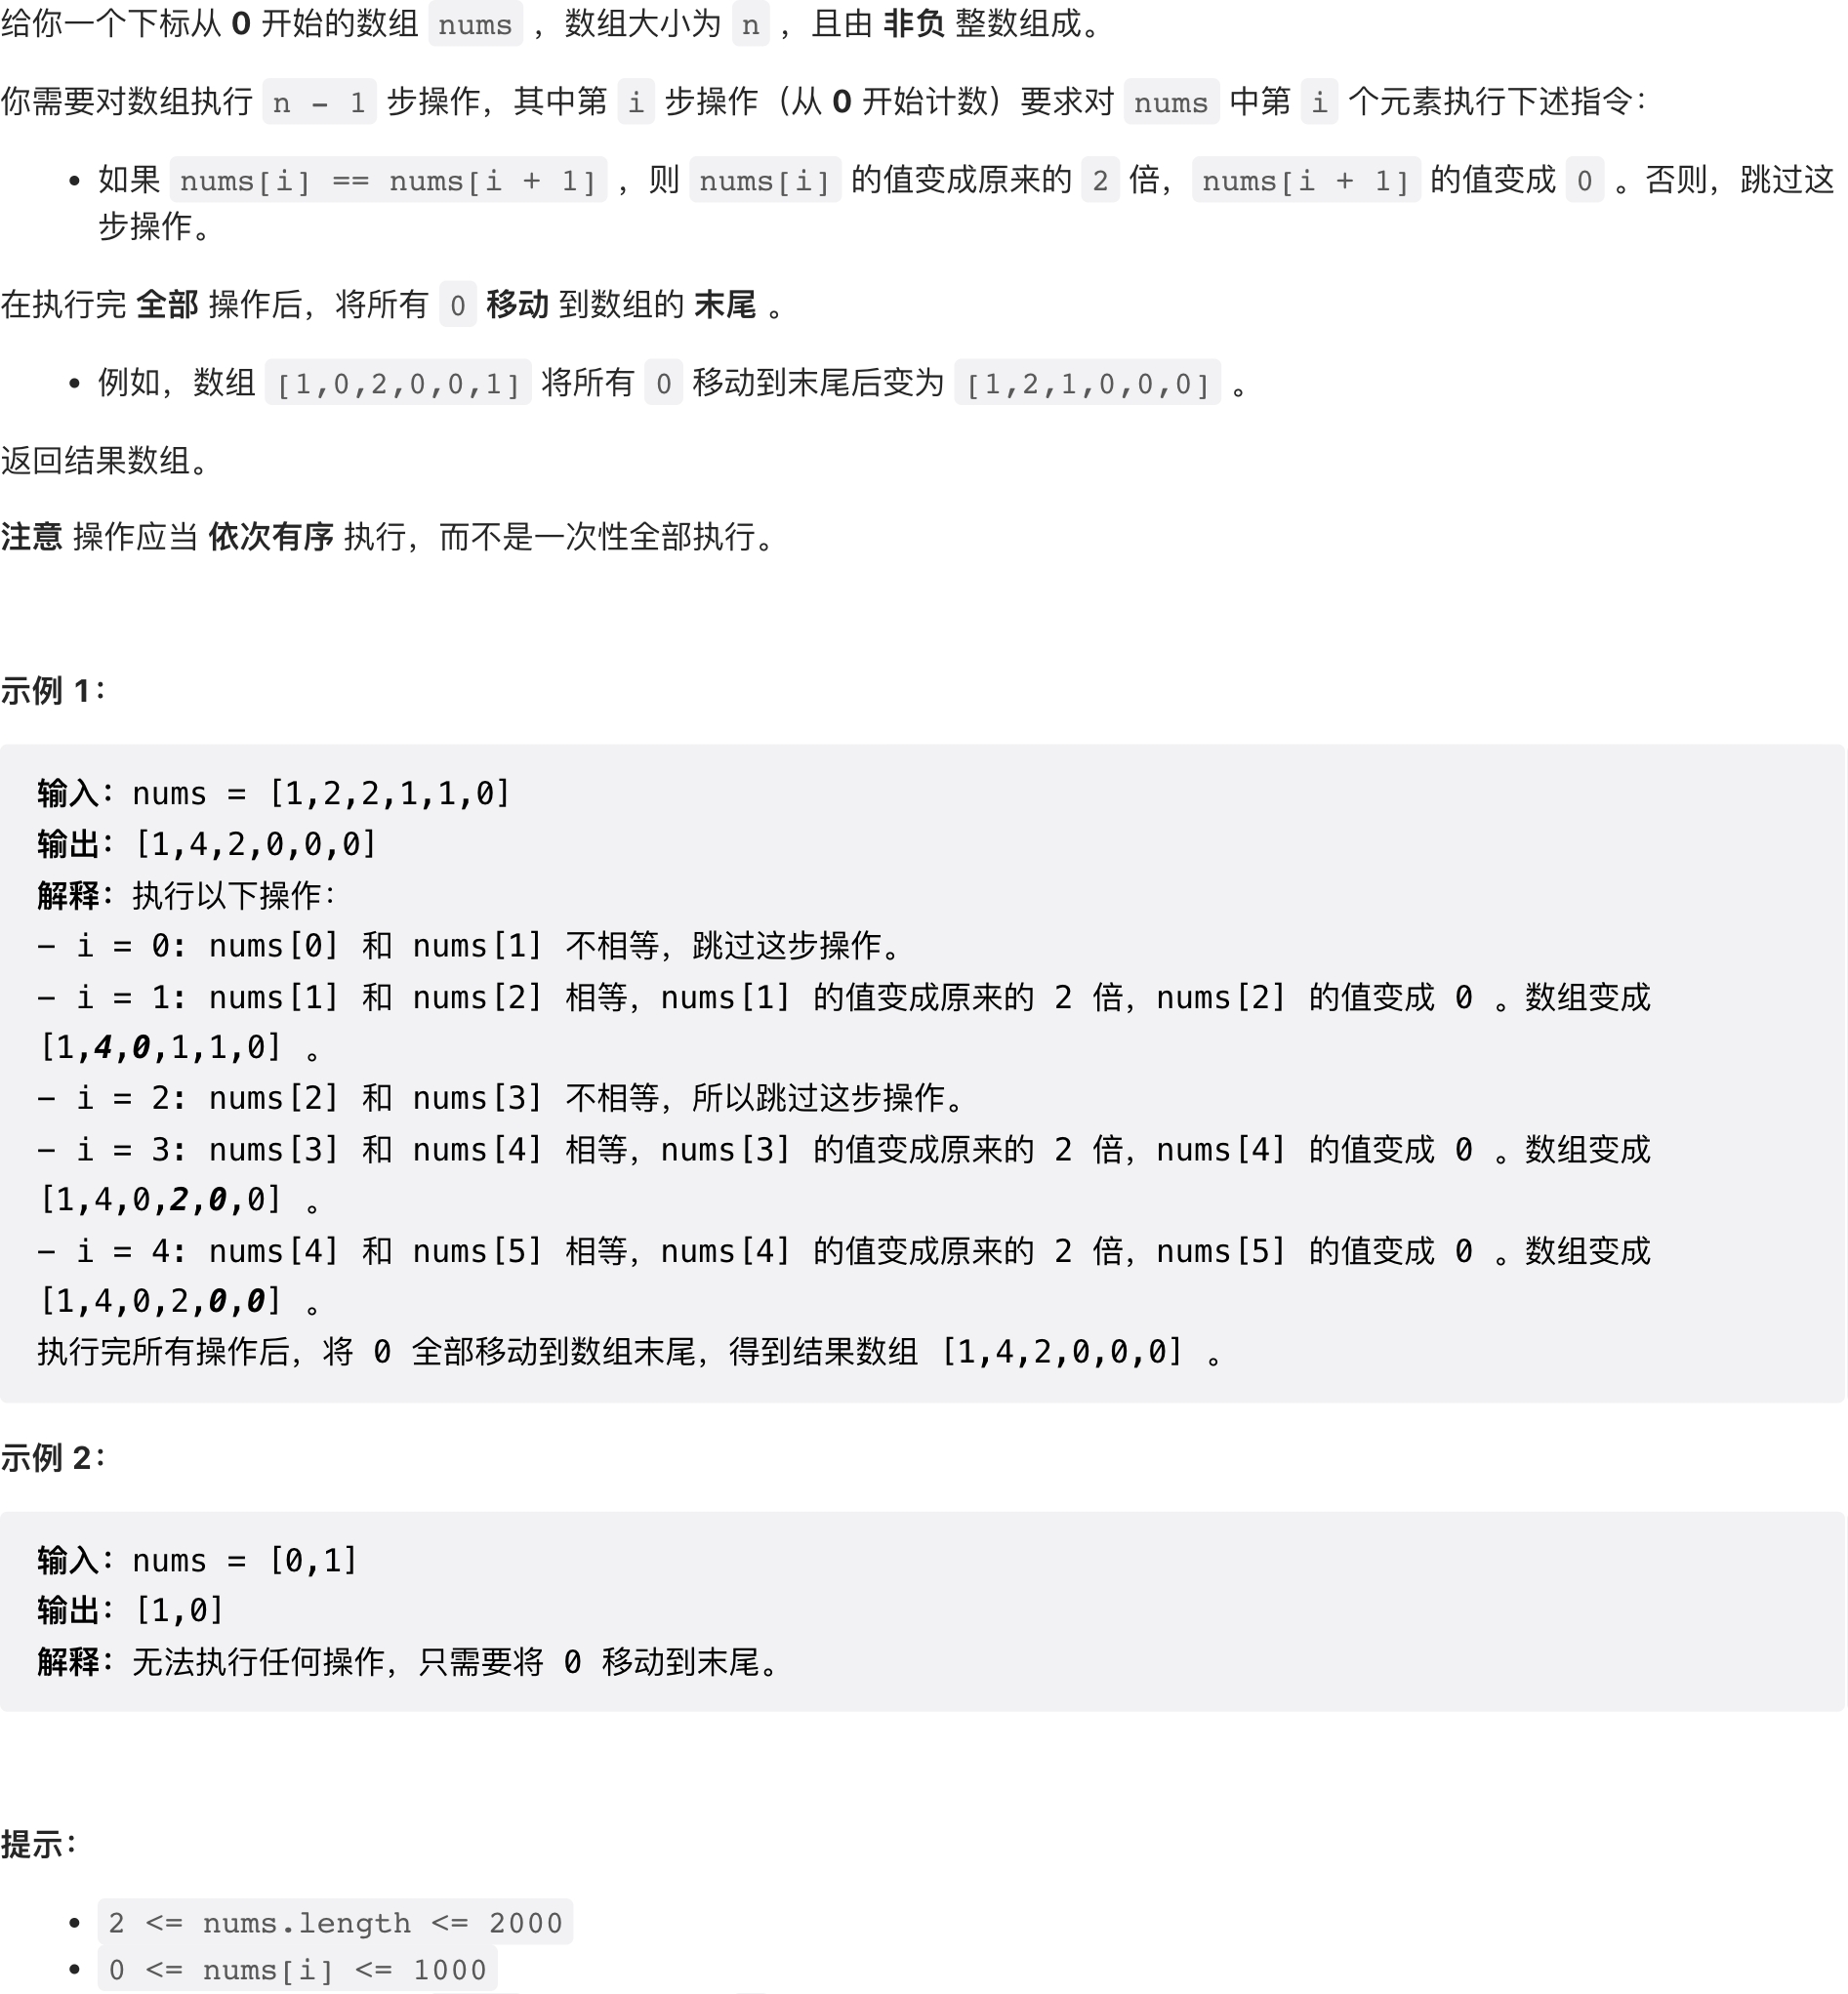 给你一个下标从 0 开始的数组 nums ，数组大小为 n ，且由 非负 整数组成。
你需要对数组执行 n - 1 步操作，其中第 i 步操作（从 0 开始计数）要求对 nums 中第 i 个元素执行下述指令：
• 如果 nums[i] == nums[i + 1] ，则 nums[i] 的值变成原来的 2 倍，nums[i + 1] 的值变成 0 。否则，跳过这
步操作。
在执行完 全部 操作后，将所有 0 移动 到数组的 末尾 。
• 例如，数组 [1,0,2,0,0,1] 将所有 0 移动到末尾后变为 [1,2,1,0,0,0] 。
返回结果数组。
注意 操作应当 依次有序 执行，而不是一次性全部执行。
示例 1：
输入：nums = [1,2,2,1,1,0]
输出：[1,4,2,0,0,0]
解释：执行以下操作：
- i = 0: nums[0] 和 nums[1] 不相等，跳过这步操作。
- i = 1: nums[1] 和 nums[2] 相等，nums[1] 的值变成原来的 2 倍，nums[2] 的值变成 0 。数组变成
[1,4,0,1,1,0] 。
- i = 2: nums[2] 和 nums[3] 不相等，所以跳过这步操作。
- i = 3: nums[3] 和 nums[4] 相等，nums[3] 的值变成原来的 2 倍，nums[4] 的值变成 0 。数组变成
[1,4,0,2,0,0] 。
- i = 4: nums[4] 和 nums[5] 相等，nums[4] 的值变成原来的 2 倍，nums[5] 的值变成 0 。数组变成
[1,4,0,2,0,0] 。
执行完所有操作后，将 0 全部移动到数组末尾，得到结果数组 [1,4,2,0,0,0] 。
示例 2：
输入：nums = [0,1]
输出：[1,0]
解释：无法执行任何操作，只需要将 0 移动到末尾。
提示：
• 2 <= nums.length <= 2000
• 0 <= nums[i] <= 1000